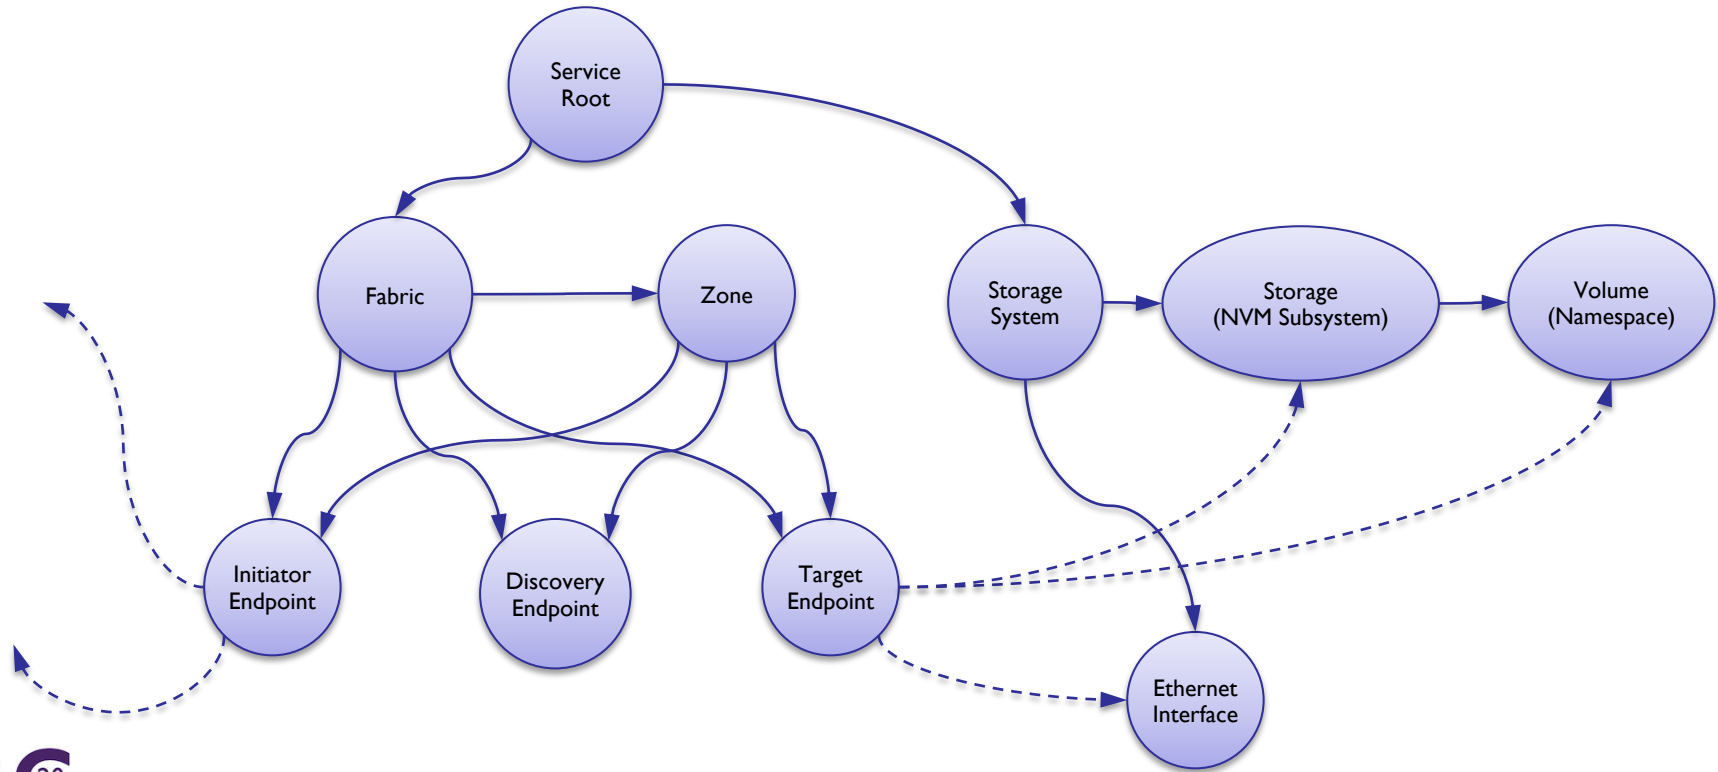 Service
Root
Fabric
Zone
Storage
System
Storage
(NVM Subsystem)
Volume
(Namespace)
Initiator
Endpoint
Discovery
Endpoint
Target
Endpoint
Ethernet
Interface